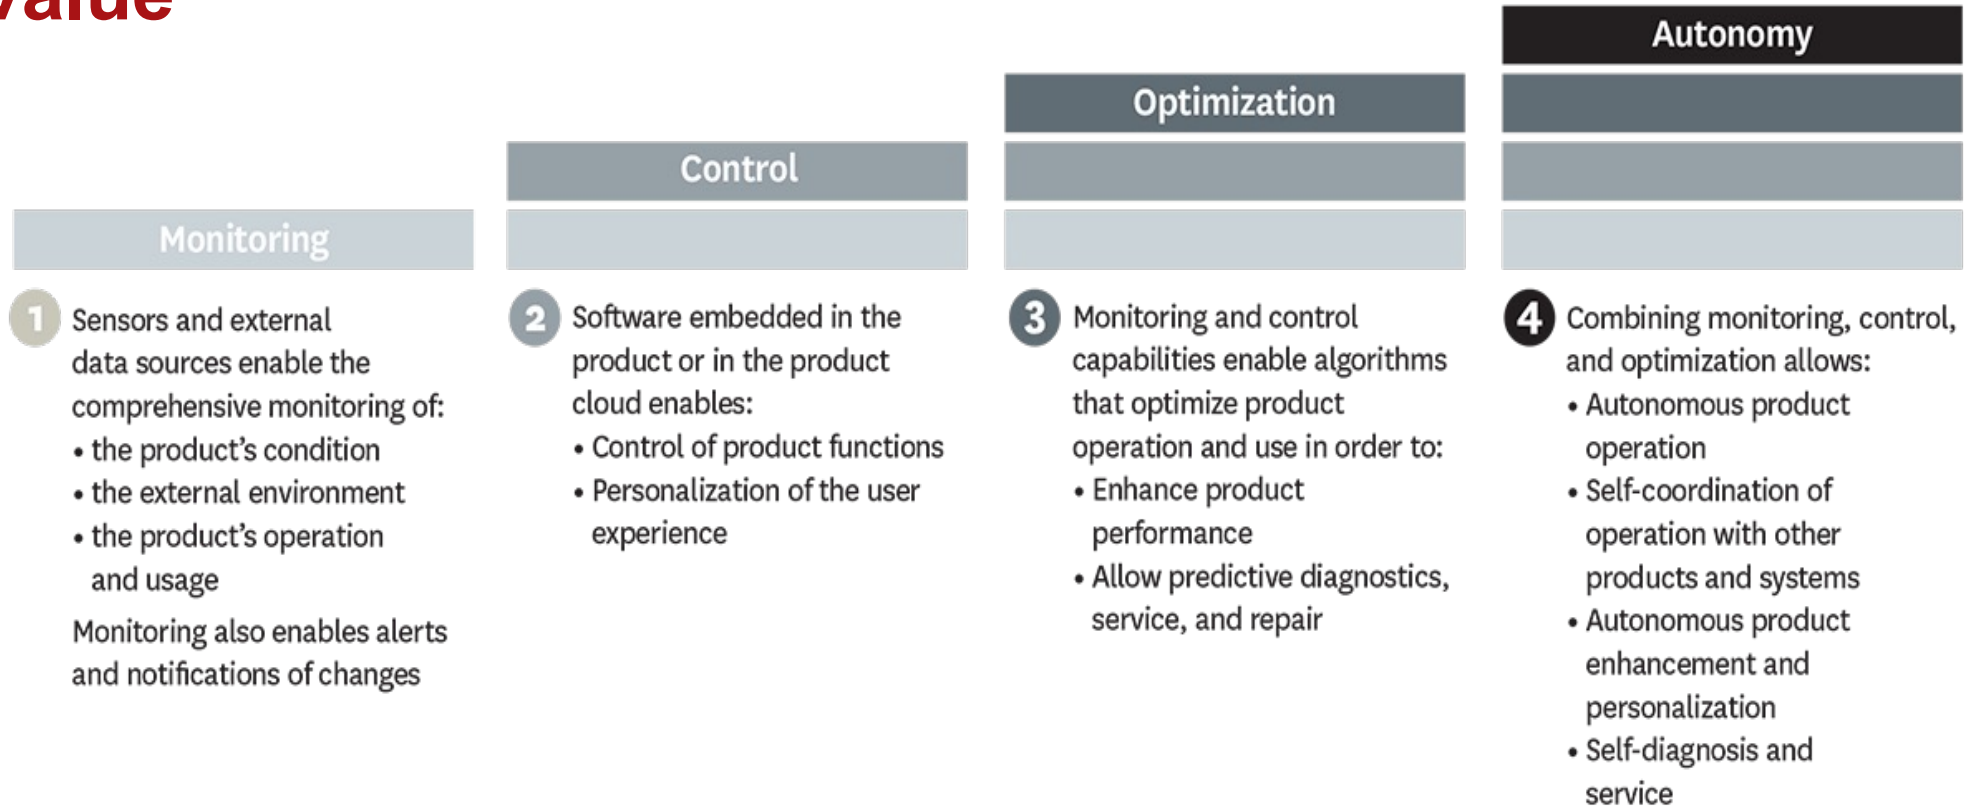 value
Monitoring
1
Sensors and external
data sources enable the
comprehensive monitoring of:
• the product’s condition
• the external environment
• the product’s operation
and usage
Monitoring also enables alerts
and notifications of changes
Control
2
Software embedded in the
product or in the product
cloud enables:
• Control of product functions
• Personalization of the user
experience
Optimization
3
Monitoring and control
capabilities enable algorithms
that optimize product
operation and use in order to:
• Enhance product
performance
• Allow predictive diagnostics,
service, and repair
Autonomy
4
Combining monitoring, control,
and optimization allows:
• Autonomous product
operation
• Self-coordination of
operation with other
products and systems
• Autonomous product
enhancement and
personalization
• Self-diagnosis and
service